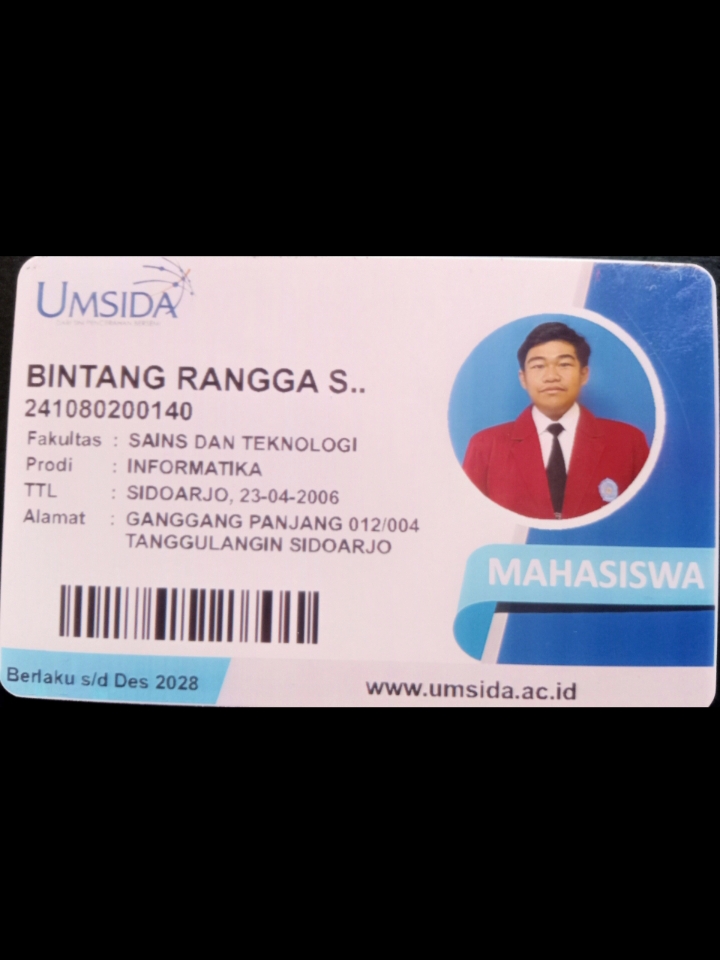 UMSIDA
BINTANG RANGGA S..
241080200140
Fakultas : SAINS DAN TEKNOLOGI
Prodi : INFORMATIKA
TTL : SIDOARJO, 23-04-2006
Alamat : GANGGANG PANJANG 012/004
TANGGULANGIN SIDOARJO
MAHASISWA
Berlaku s/d Des 2028
www.umsida.ac.id